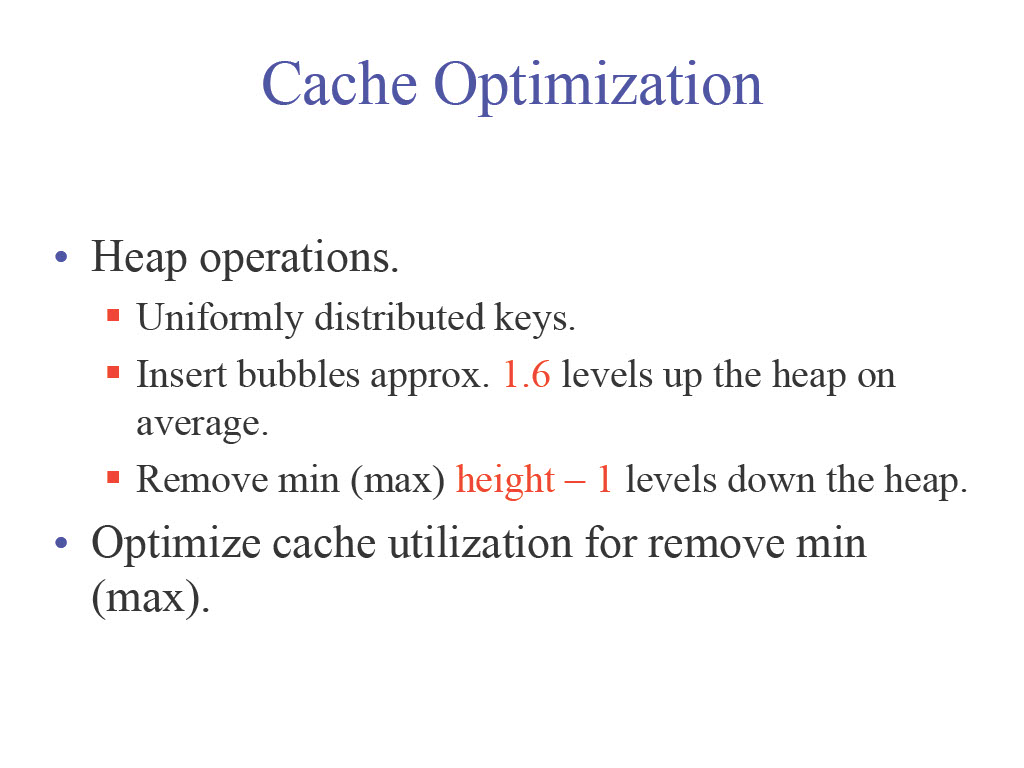 Cache Optimization
• Heap operations.
▪ Uniformly distributed keys.
▪ Insert bubbles approx. 1.6 levels up the heap on
average.
▪ Remove min (max) height – 1 levels down the heap.
• Optimize cache utilization for remove min
(max).